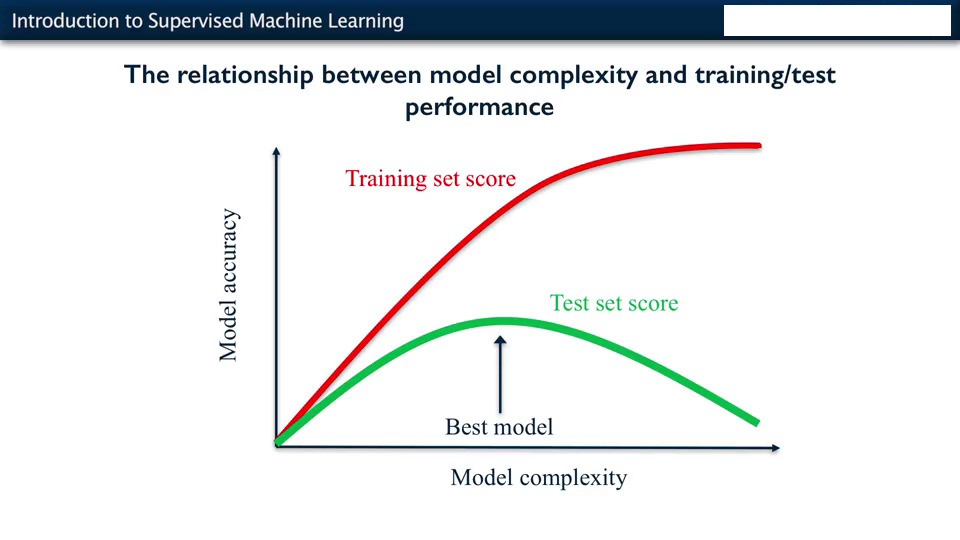 Introduction to Supervised Machine Learning
The relationship between model complexity and training/test
performance
Training set score
Model accuracy
Test set score
Best model
Model complexity